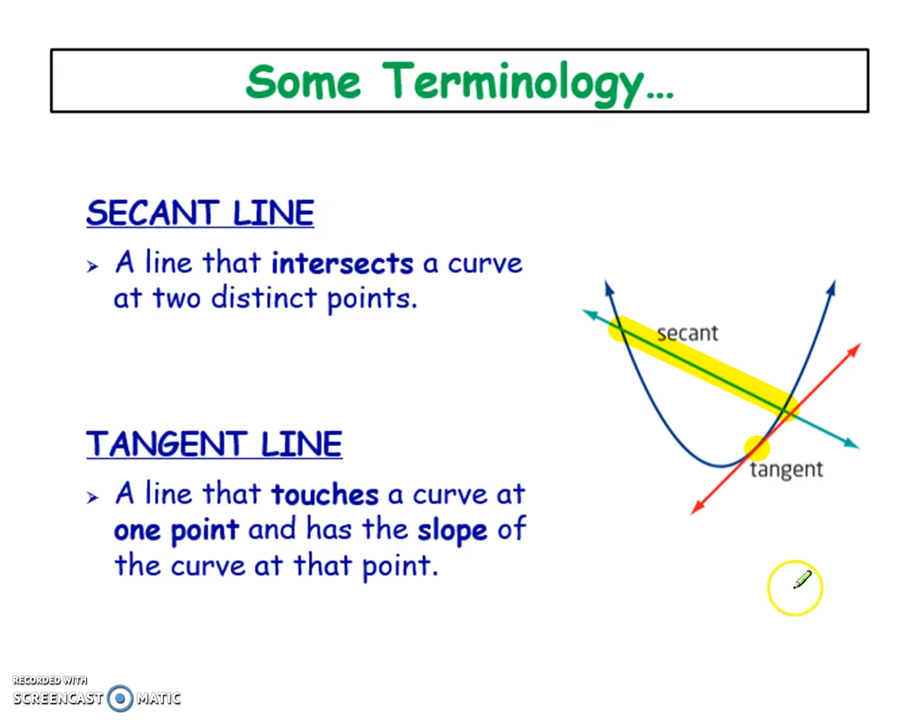 Some Terminology...
SECANT LINE
➢ A line that intersects a curve
at two distinct points.
secant
TANGENT LINE
tangent
➢ A line that touches a curve at
one point and has the slope of
the curve at that point.
RECORDED WITH
SCREENCAST MATIC